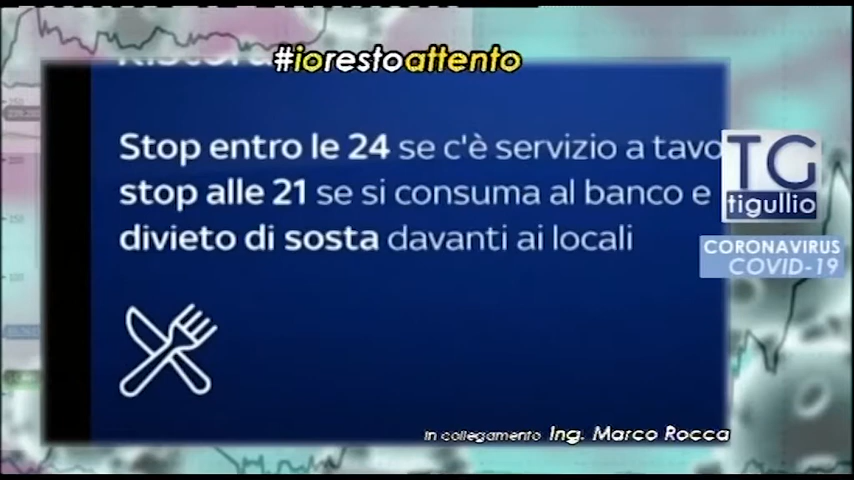 #iorestoattento
Stop entro le 24 se c'è servizio a tavo
stop alle 21 se si consuma al banco e
divieto di sosta davanti ai locali
TG
tigullio
CORONAVIRUS
COVID-19
In collegamento Ing. Marco Rocca